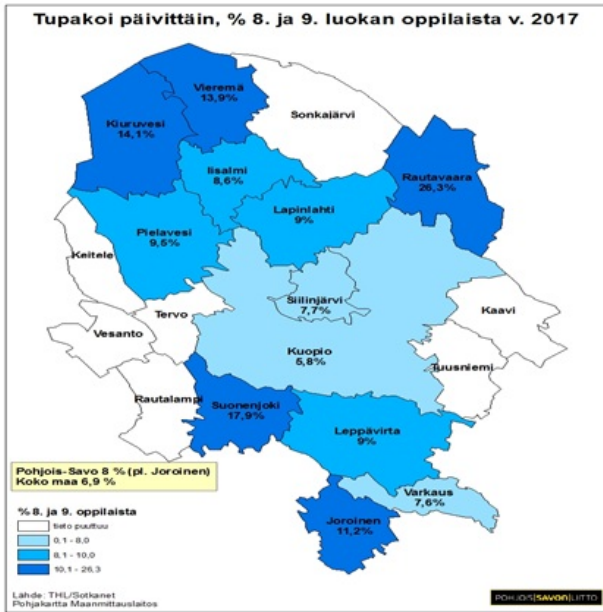 Tupakoi päivittäin, % 8. ja 9. luokan oppilaista v. 2017
Vieremä
13,9%
Sonkajärvi
Kiuruvesi
14,1%
Iisalmi
8,6%
Rautavaara
26,3%
Lapinlahti
9%
Pielavesi
9,5%
Keitele
Siilinjärvi
7,7%
Kaavi
Tervo
Vesanto
Kuopio
5,8%
Tuusniemi
Rautalampi
Suonenjoki
17,9%
Leppävirta
9%
Pohjois-Savo 8 % (pl. Joroinen)
Koko maa 6,9 %
Varkaus
7,6%
Joroinen
11,2%
% 8. ja 9. oppilaista
tieto puuttuu
0,1 - 8,0
8,1 - 10,0
10,1 - 26,3
Lähde: THL/Sotkanet
Pohjakartta Maanmittauslaitos
POHJOIS|SAVON|LIITTO